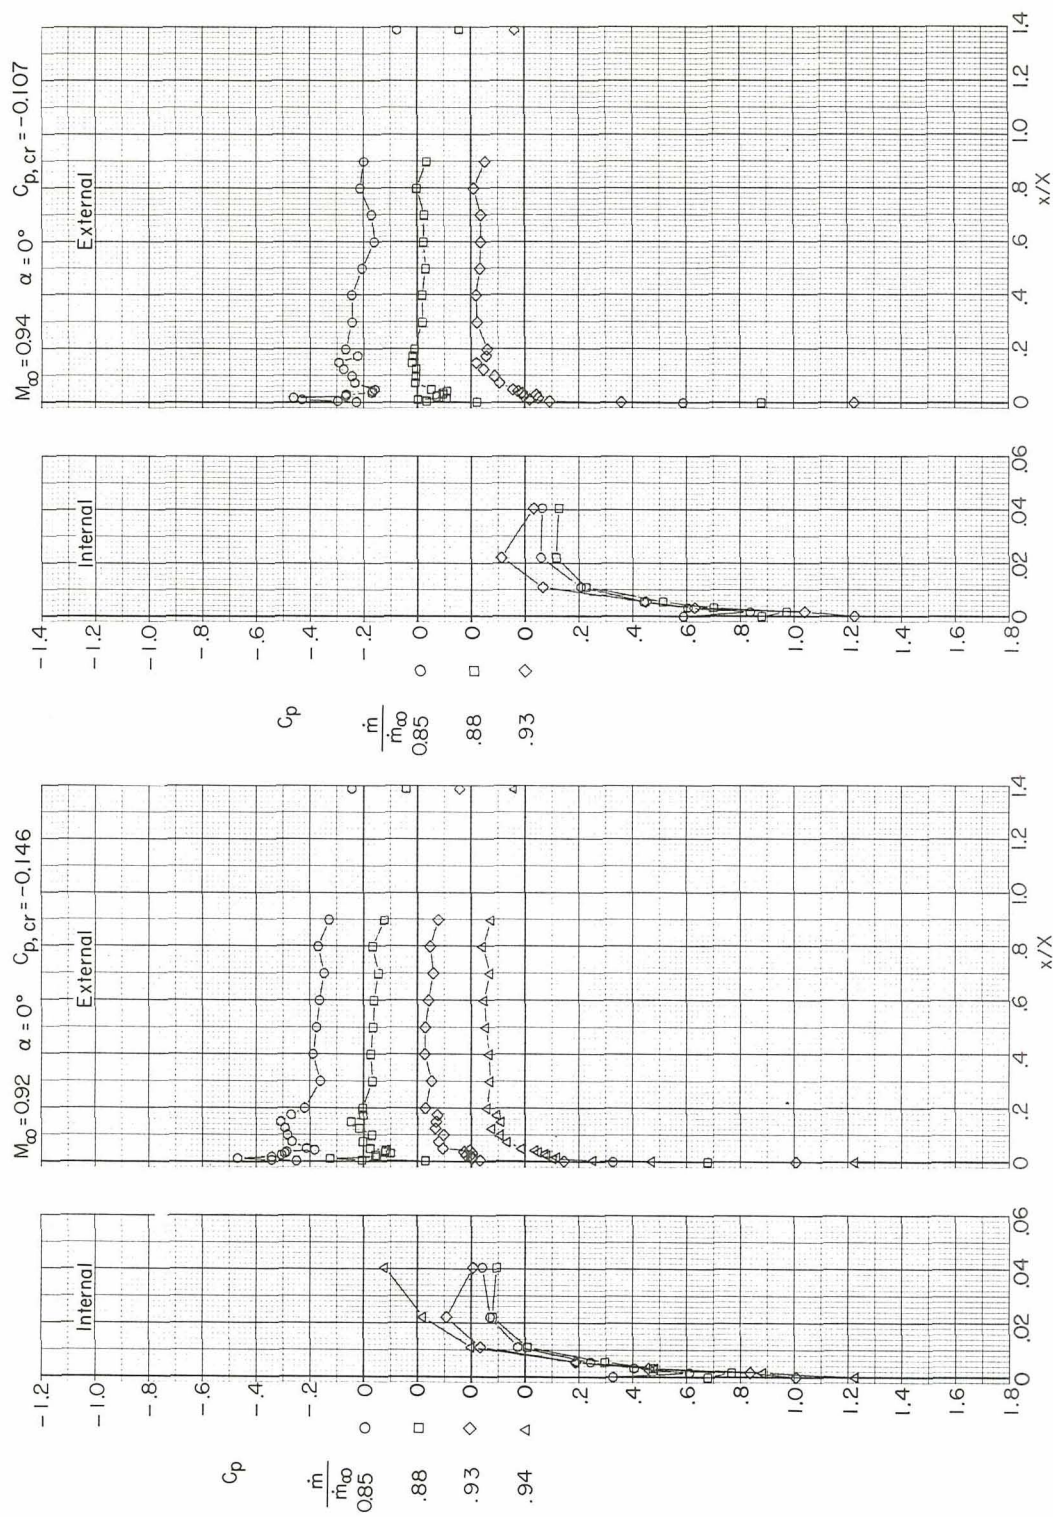 M∞ = 0.92 α = 0° Cp,cr = -0.146
Internal
External
Cp
-1.2
-1.0
-.8
-.6
-.4
-.2
0
0
0
0
.2
.4
.6
.8
1.0
1.2
1.4
1.6
1.8
ṁ/ṁ∞
0.85
.88
.93
.94
0 .02 .04 .06
0 .2 .4 .6 .8 1.0 1.2 1.4
x/X
M∞ = 0.94 α = 0° Cp,cr = -0.107
Internal
External
Cp
-1.4
-1.2
-1.0
-.8
-.6
-.4
-.2
0
0
0
.2
.4
.6
.8
1.0
1.2
1.4
1.6
1.8
ṁ/ṁ∞
0.85
.88
.93
0 .02 .04 .06
0 .2 .4 .6 .8 1.0 1.2 1.4
x/X